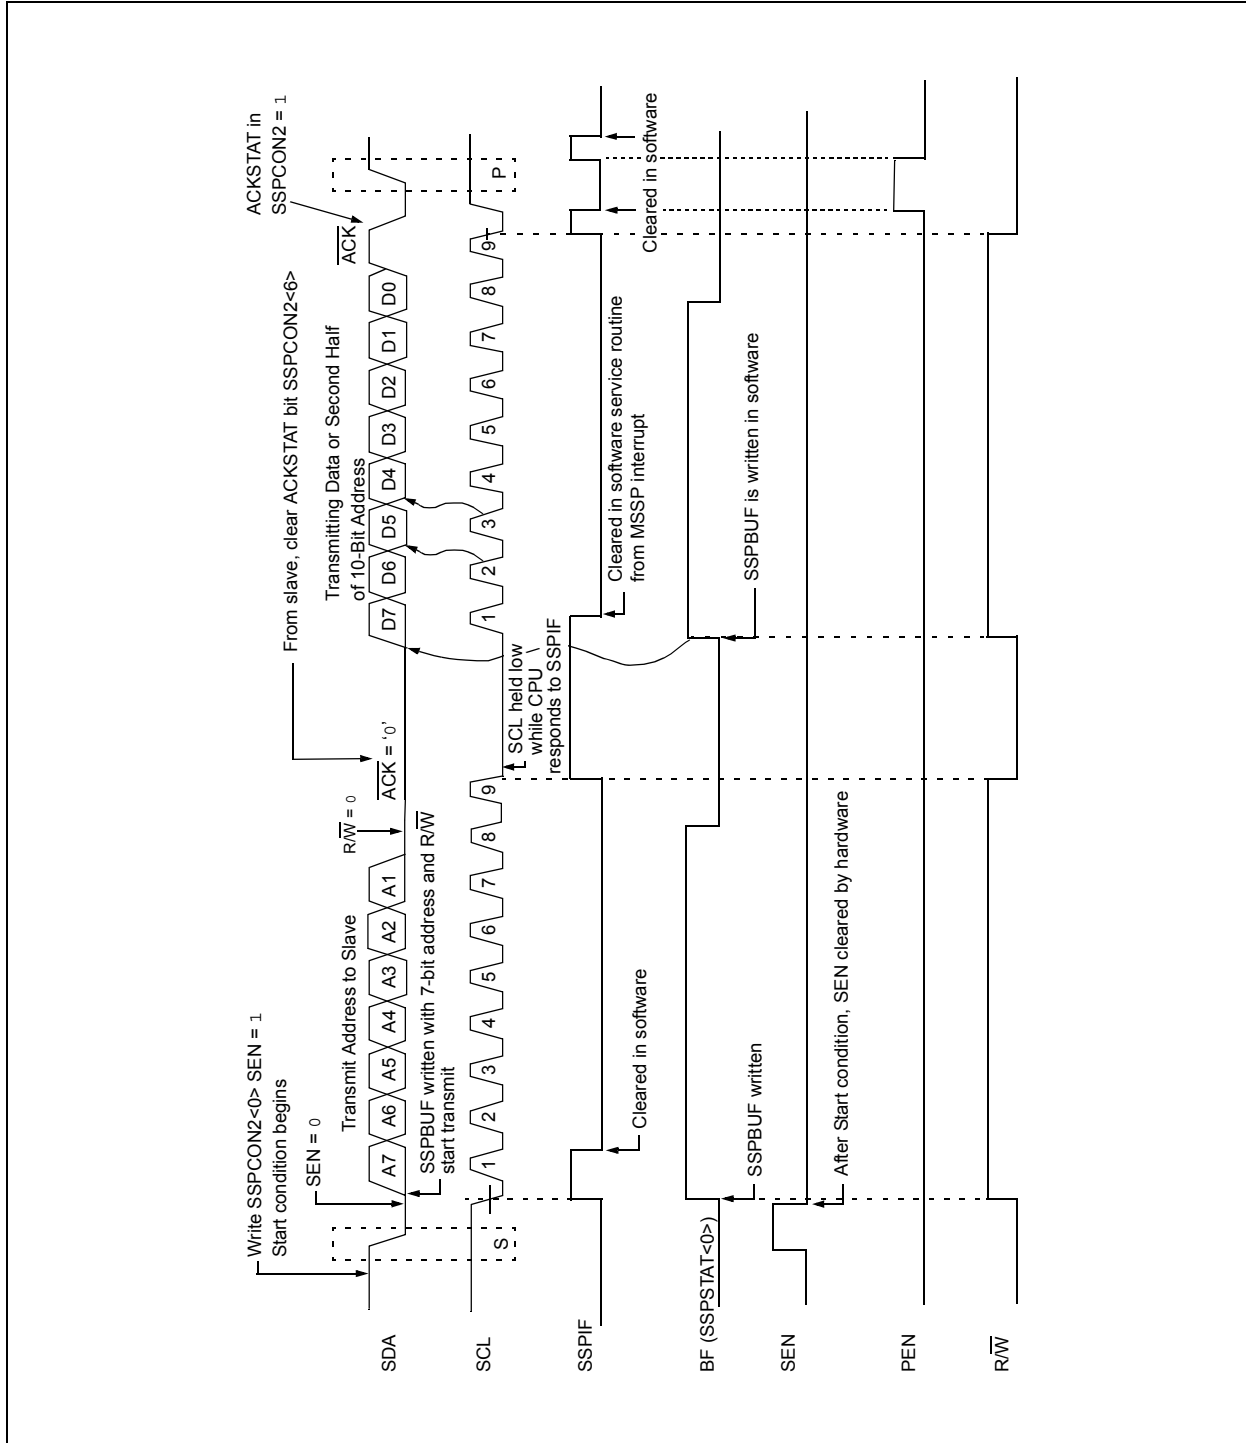 Write SSPCON2<0> SEN = 1
Start condition begins
SEN = 0
Transmit Address to Slave
R/W = 0
From slave, clear ACKSTAT bit SSPCON2<6>
ACK = '0'
Transmitting Data or Second Half
of 10-Bit Address
ACKSTAT in
SSPCON2 = 1
ACK
SDA
A7 A6 A5 A4 A3 A2 A1
D7 D6 D5 D4 D3 D2 D1 D0
SSPBUF written with 7-bit address and R/W
start transmit
SCL
S
1 2 3 4 5 6 7 8 9
1 2 3 4 5 6 7 8 9
P
SCL held low
while CPU
responds to SSPIF
SSPIF
Cleared in software
Cleared in software service routine
from MSSP interrupt
Cleared in software
BF (SSPSTAT<0>)
SSPBUF written
SSPBUF is written in software
SEN
After Start condition, SEN cleared by hardware
PEN
R/W